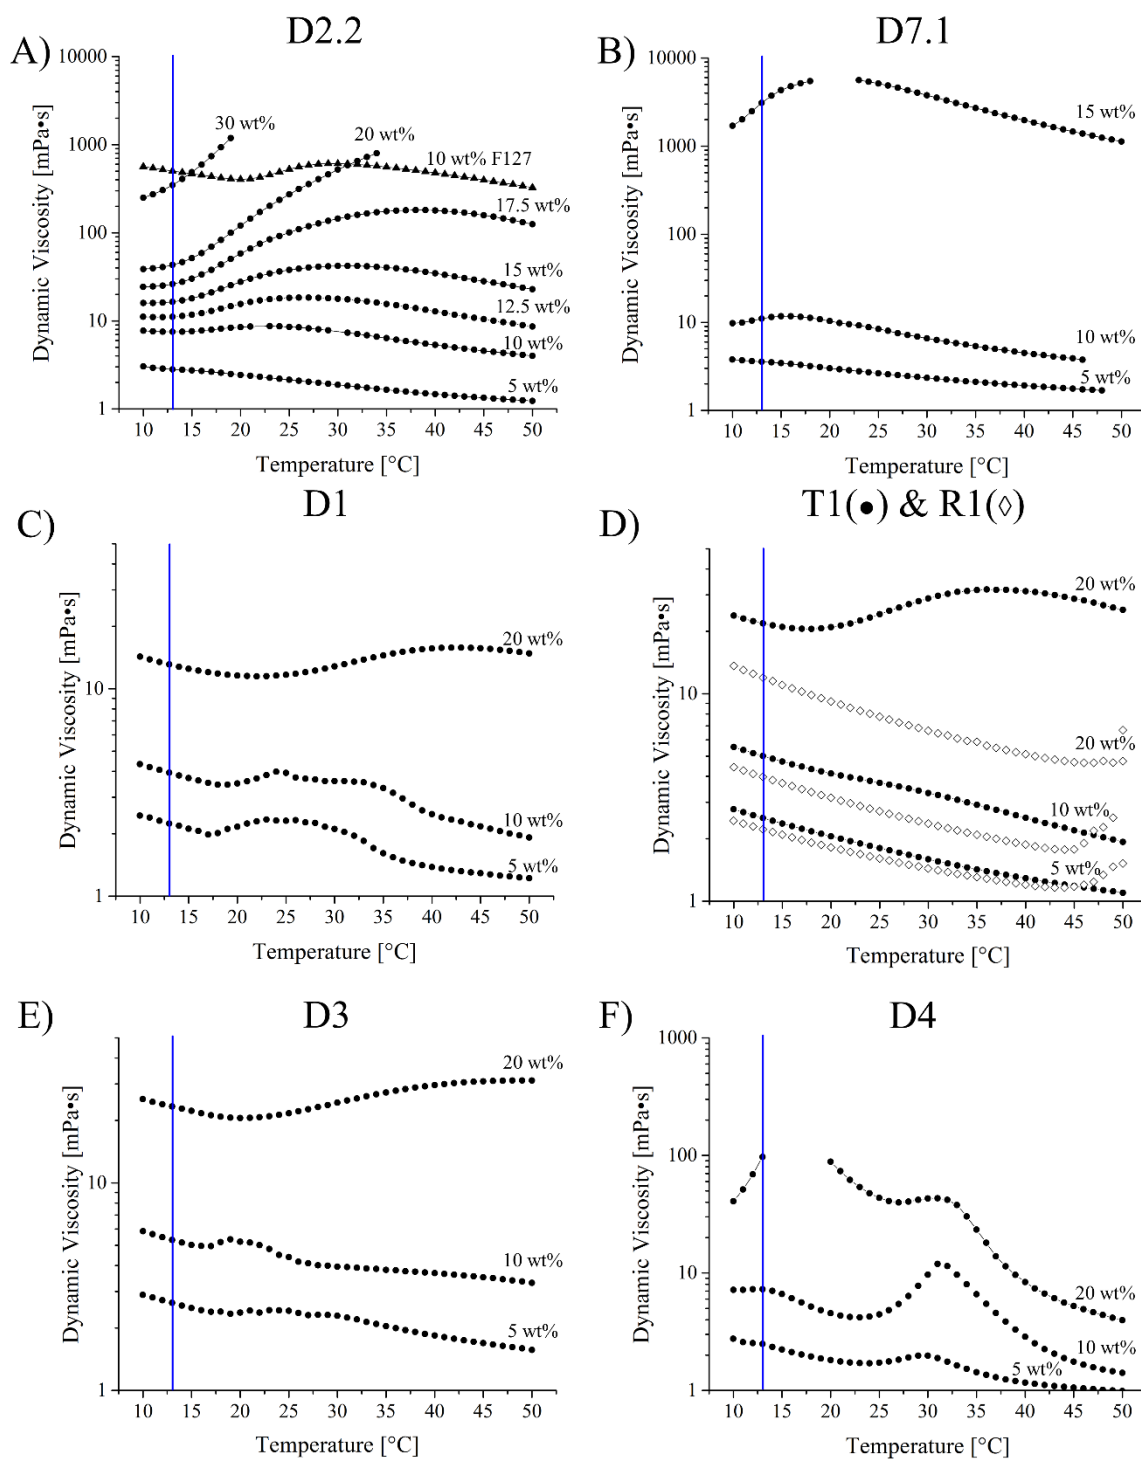 A)
D2.2
Dynamic Viscosity [mPa•s]
10000
1000
100
10
1
30 wt%
20 wt%
10 wt% F127
17.5 wt%
15 wt%
12.5 wt%
10 wt%
5 wt%
10 15 20 25 30 35 40 45 50
Temperature [°C]
B)
D7.1
Dynamic Viscosity [mPa•s]
10000
1000
100
10
1
15 wt%
10 wt%
5 wt%
10 15 20 25 30 35 40 45 50
Temperature [°C]
C)
D1
Dynamic Viscosity [mPa•s]
10
1
20 wt%
10 wt%
5 wt%
10 15 20 25 30 35 40 45 50
Temperature [°C]
D)
T1(●) & R1(◊)
Dynamic Viscosity [mPa•s]
10
1
20 wt%
20 wt%
10 wt%
5 wt%
10 15 20 25 30 35 40 45 50
Temperature [°C]
E)
D3
Dynamic Viscosity [mPa•s]
10
1
20 wt%
10 wt%
5 wt%
10 15 20 25 30 35 40 45 50
Temperature [°C]
F)
D4
Dynamic Viscosity [mPa•s]
1000
100
10
1
20 wt%
10 wt%
5 wt%
10 15 20 25 30 35 40 45 50
Temperature [°C]